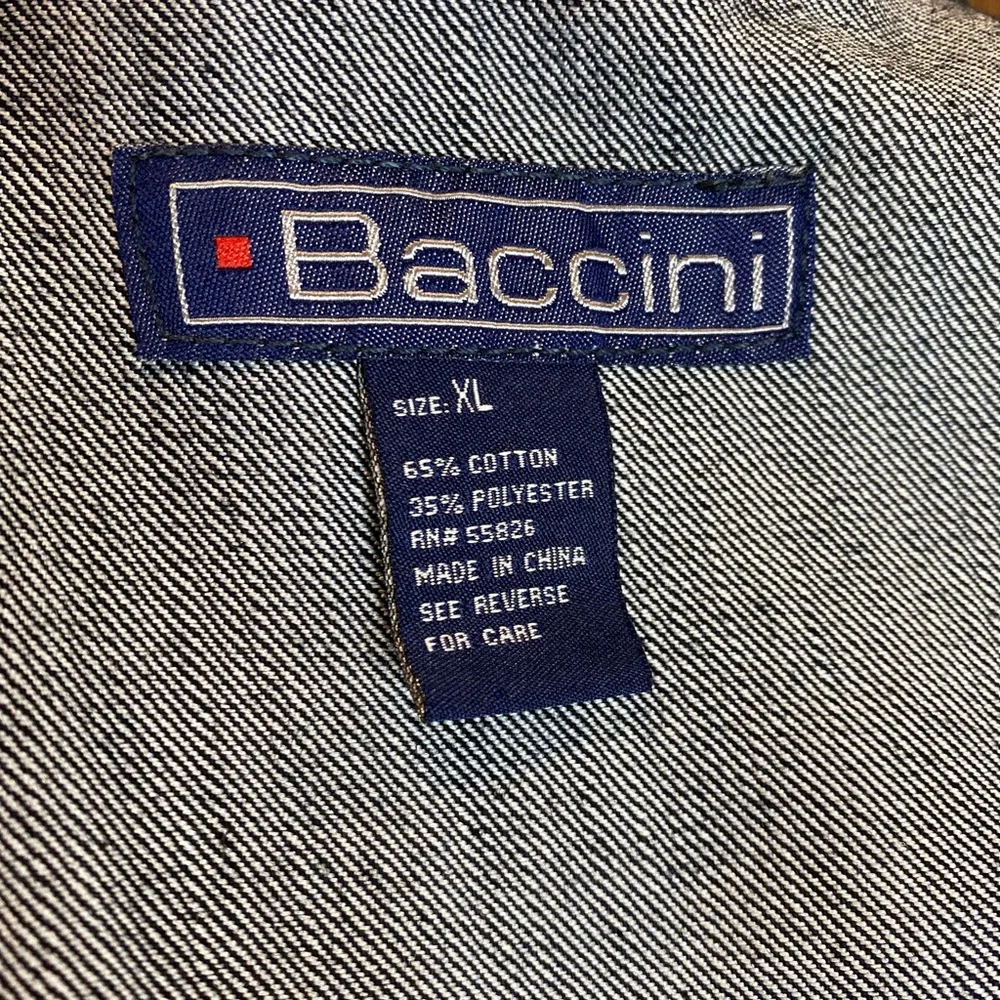 Baccini
SIZE: XL
65% COTTON
35% POLYESTER
RN# 55826
MADE IN CHINA
SEE REVERSE
FOR CARE